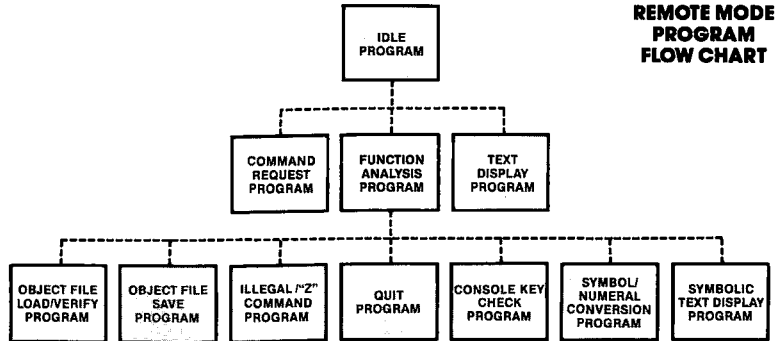 REMOTE MODE
PROGRAM
FLOW CHART
IDLE
PROGRAM
COMMAND
REQUEST
PROGRAM
FUNCTION
ANALYSIS
PROGRAM
TEXT
DISPLAY
PROGRAM
OBJECT FILE
LOAD/VERIFY
PROGRAM
OBJECT FILE
SAVE
PROGRAM
ILLEGAL/"Z"
COMMAND
PROGRAM
QUIT
PROGRAM
CONSOLE KEY
CHECK
PROGRAM
SYMBOL/
NUMERAL
CONVERSION
PROGRAM
SYMBOLIC
TEXT DISPLAY
PROGRAM